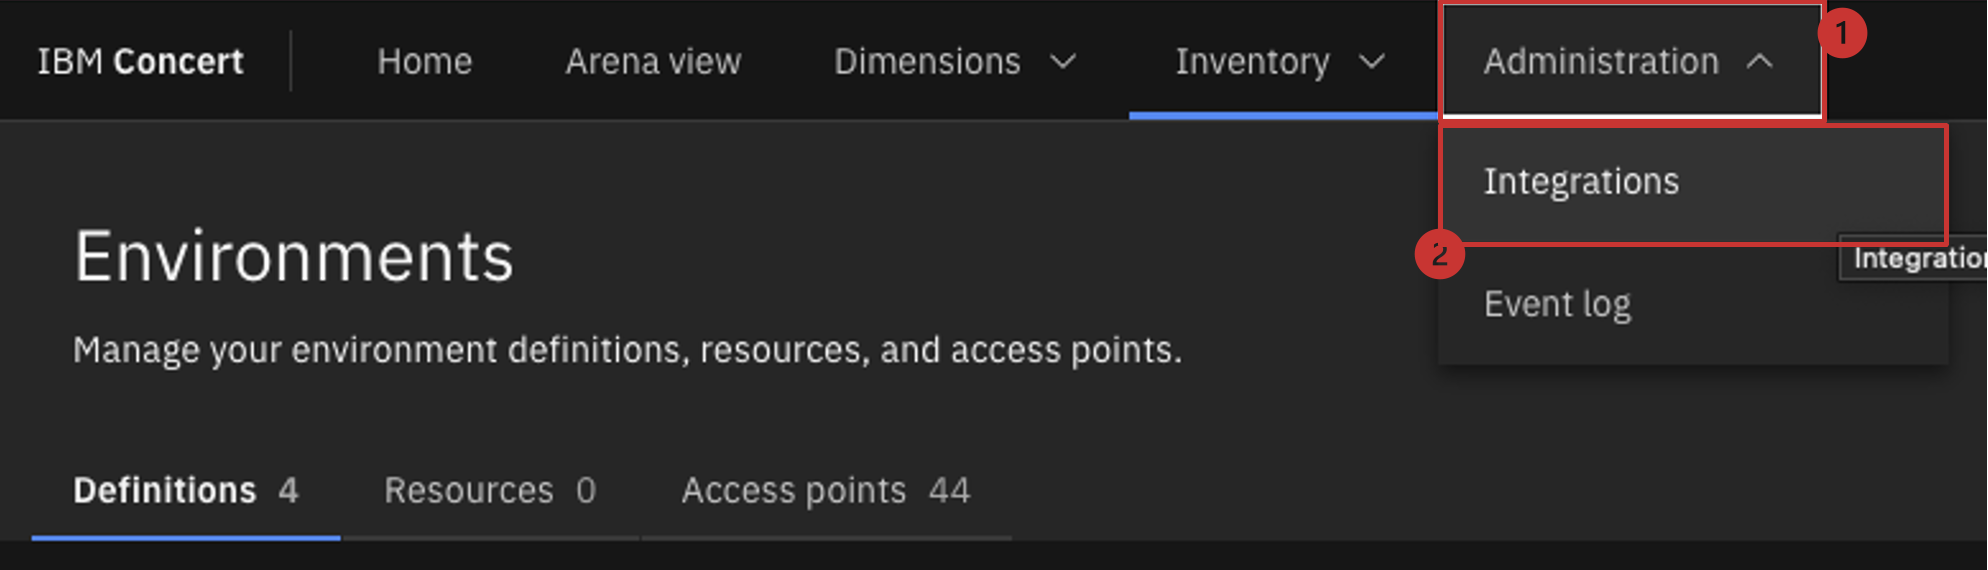 IBM Concert Home Arena view Dimensions Inventory Administration 1
Integrations
2
Integration
Event log
Environments
Manage your environment definitions, resources, and access points.
Definitions 4 Resources 0 Access points 44